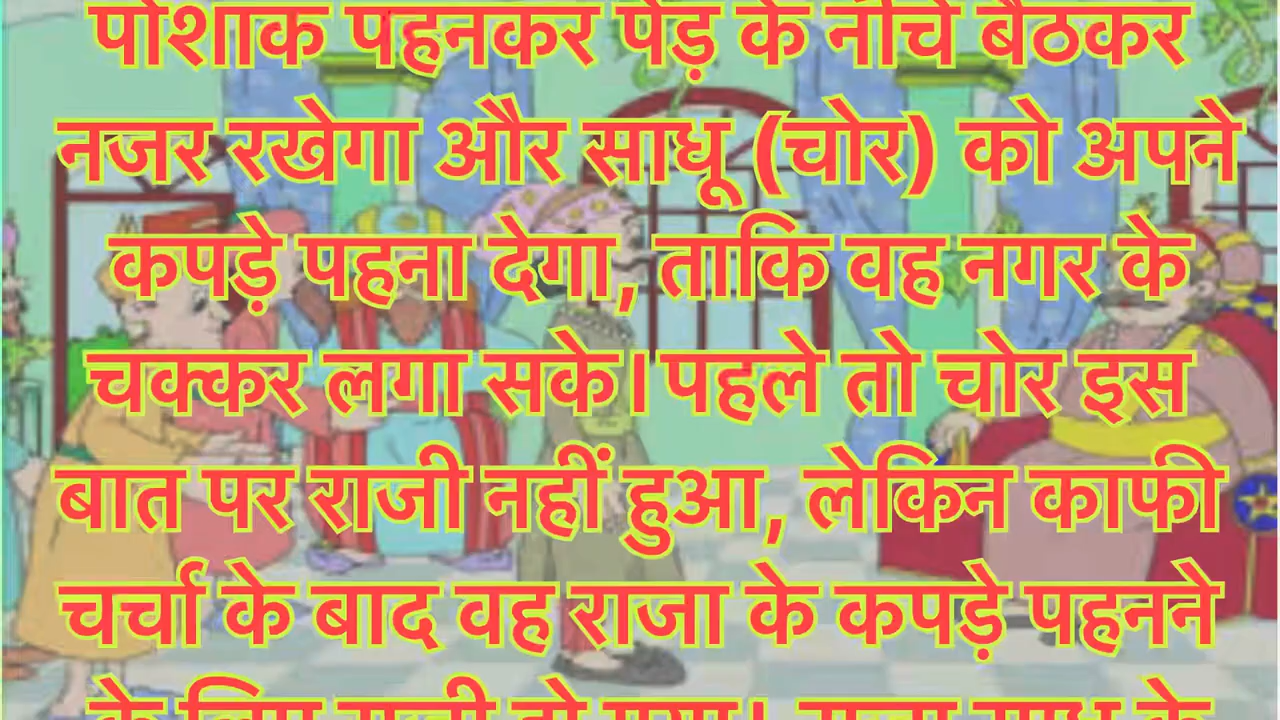 पोशाक पहनकर पेड़ के नीचे बैठकर
नजर रखेगा और साधू (चोर) को अपने
कपड़े पहना देगा, ताकि वह नगर के
चक्कर लगा सके। पहले तो चोर इस
बात पर राजी नहीं हुआ, लेकिन काफी
चर्चा के बाद वह राजा के कपड़े पहनने
के लिए राजी हो गया। राजा साधू के